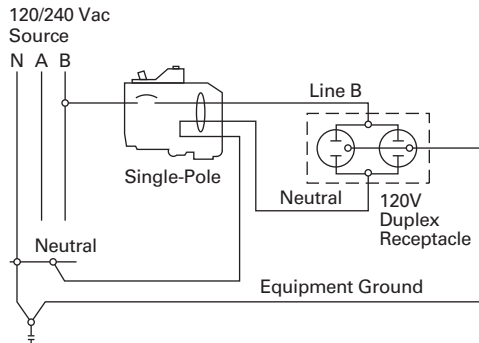 120/240 Vac
Source
N A B
Line B
Single-Pole
Neutral
120V
Duplex
Receptacle
Neutral
Equipment Ground